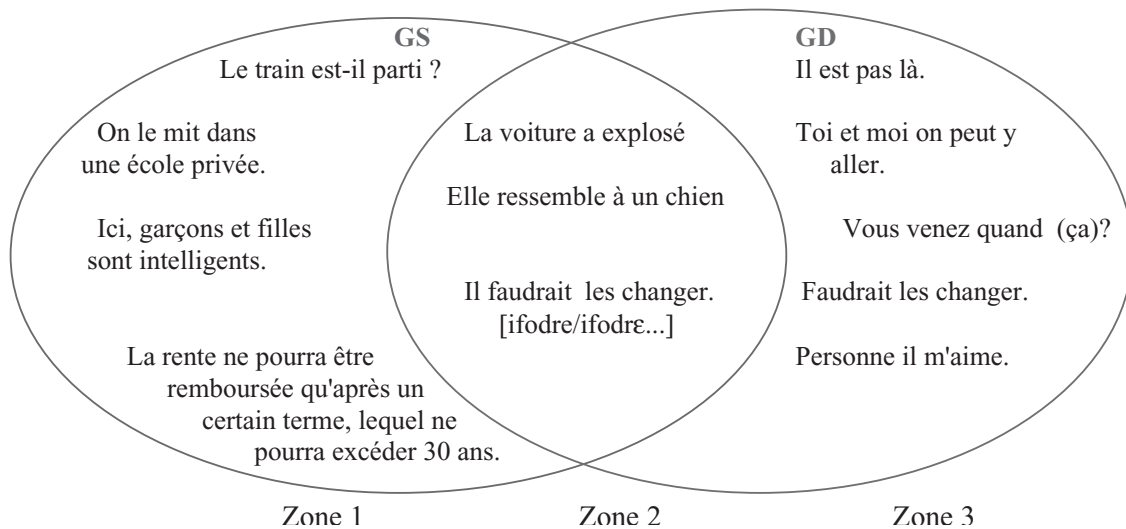 GS
Le train est-il parti ?
On le mit dans
une école privée.
Ici, garçons et filles
sont intelligents.
La rente ne pourra être
remboursée qu'après un
certain terme, lequel ne
pourra excéder 30 ans.
La voiture a explosé
Elle ressemble à un chien
Il faudrait les changer.
[ifodre/ifodrɛ...]
GD
Il est pas là.
Toi et moi on peut y
aller.
Vous venez quand (ça)?
Faudrait les changer.
Personne il m'aime.
Zone 1
Zone 2
Zone 3